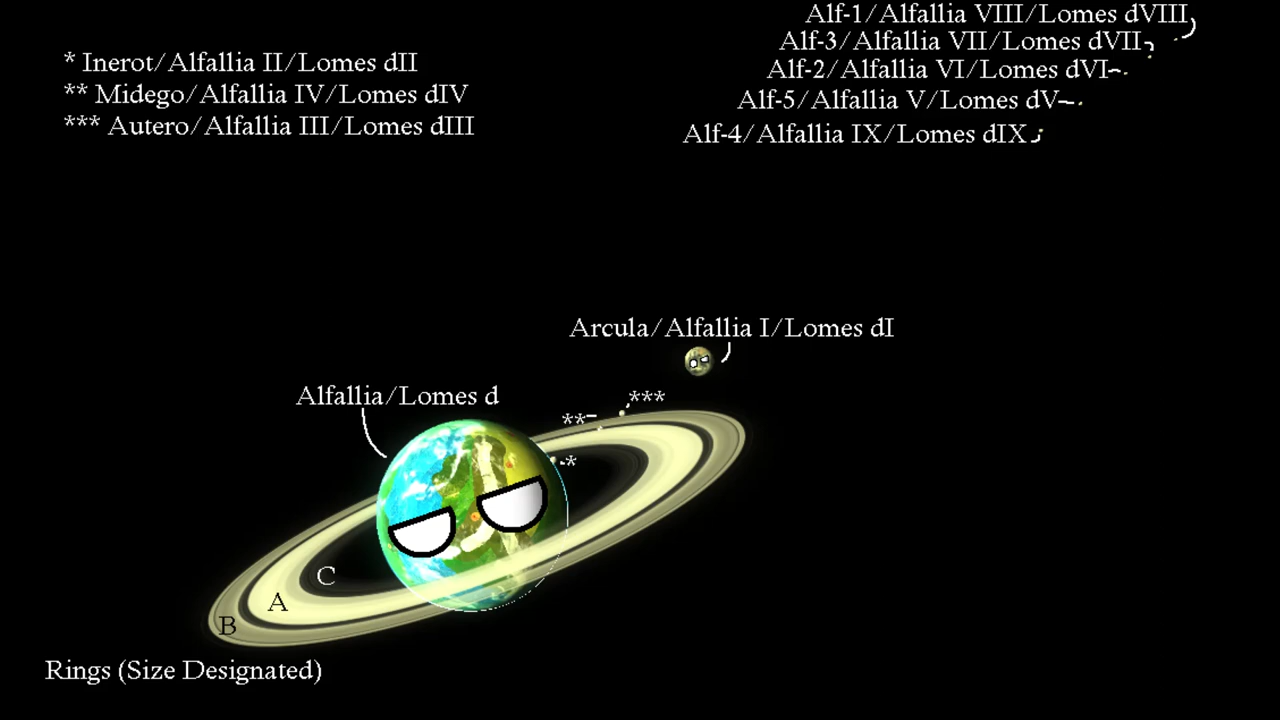 Alf-1/Alfallia VIII/Lomes dVIII
Alf-3/Alfallia VII/Lomes dVII
* Inerot/Alfallia II/Lomes dII
Alf-2/Alfallia VI/Lomes dVI
** Midego/Alfallia IV/Lomes dIV
Alf-5/Alfallia V/Lomes dV
*** Autero/Alfallia III/Lomes dIII
Alf-4/Alfallia IX/Lomes dIX
Arcula/Alfallia I/Lomes dI
Alfallia/Lomes d
***
**
*
C
A
B
Rings (Size Designated)